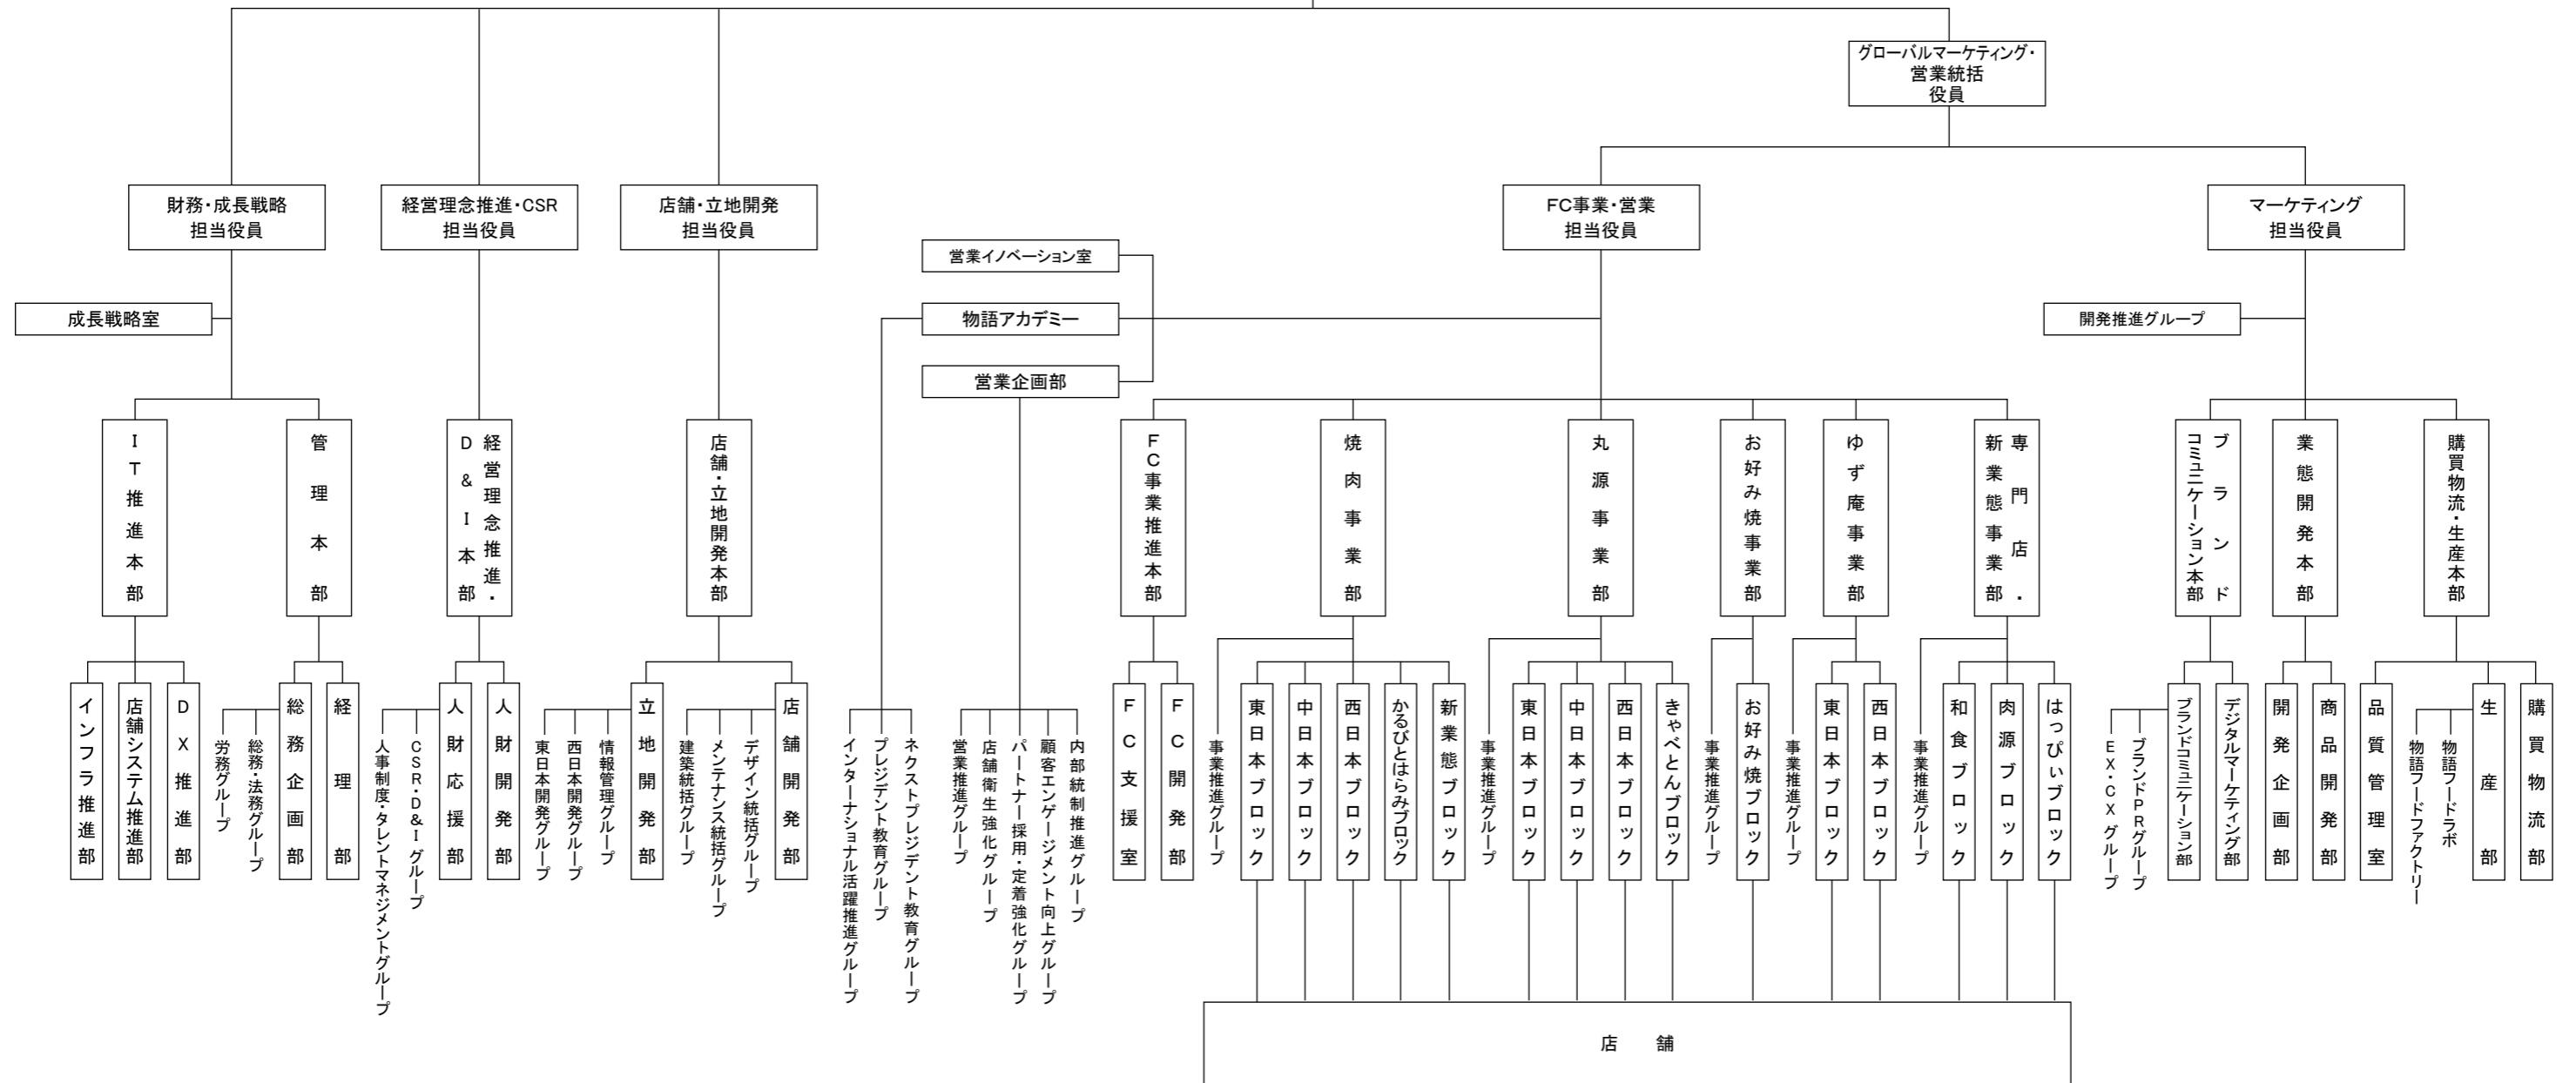 グローバルマーケティング・
営業統括
役員
財務・成長戦略
担当役員
経営理念推進・CSR
担当役員
店舗・立地開発
担当役員
FC事業・営業
担当役員
マーケティング
担当役員
営業イノベーション室
成長戦略室
物語アカデミー
開発推進グループ
営業企画部
IT推進本部
管理本部
経営理念推進・
D&I本部
店舗・立地開発本部
FC事業推進本部
焼肉事業部
丸源事業部
お好み焼事業部
ゆず庵事業部
専門店・
新業態事業部
ブランド
コミュニケーション本部
業態開発本部
購買物流・生産本部
インフラ推進部
店舗システム推進部
DX推進部
労務グループ
総務・法務グループ
総務企画部
経理部
人事制度・タレントマネジメントグループ
CSR・D&Iグループ
人財応援部
人財開発部
東日本開発グループ
西日本開発グループ
情報管理グループ
立地開発部
建築統括グループ
メンテナンス統括グループ
デザイン統括グループ
店舗開発部
インターナショナル活躍推進グループ
プレジデント教育グループ
ネクストプレジデント教育グループ
営業推進グループ
店舗衛生強化グループ
パートナー採用・定着強化グループ
顧客エンゲージメント向上グループ
内部統制推進グループ
FC支援室
FC開発部
事業推進グループ
東日本ブロック
中日本ブロック
西日本ブロック
かるびとはらみブロック
新業態ブロック
事業推進グループ
東日本ブロック
中日本ブロック
西日本ブロック
きゃべとんブロック
事業推進グループ
お好み焼ブロック
事業推進グループ
東日本ブロック
西日本ブロック
事業推進グループ
和食ブロック
肉源ブロック
はっぴぃブロック
EX・CXグループ
ブランドPRグループ
ブランドコミュニケーション部
デジタルマーケティング部
開発企画部
商品開発部
品質管理室
物語フードファクトリー
物語フードラボ
生産部
購買物流部
店舗